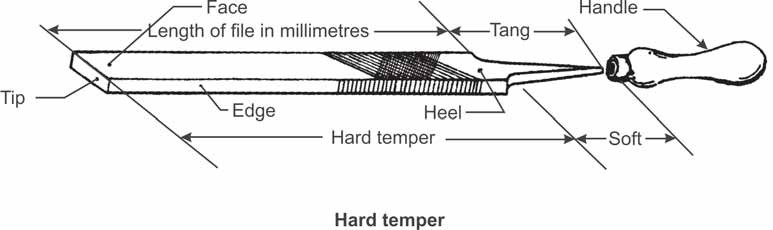 Face
Handle
Length of file in millimetres
Tang
Tip
Edge
Heel
Hard temper
Soft
Hard temper